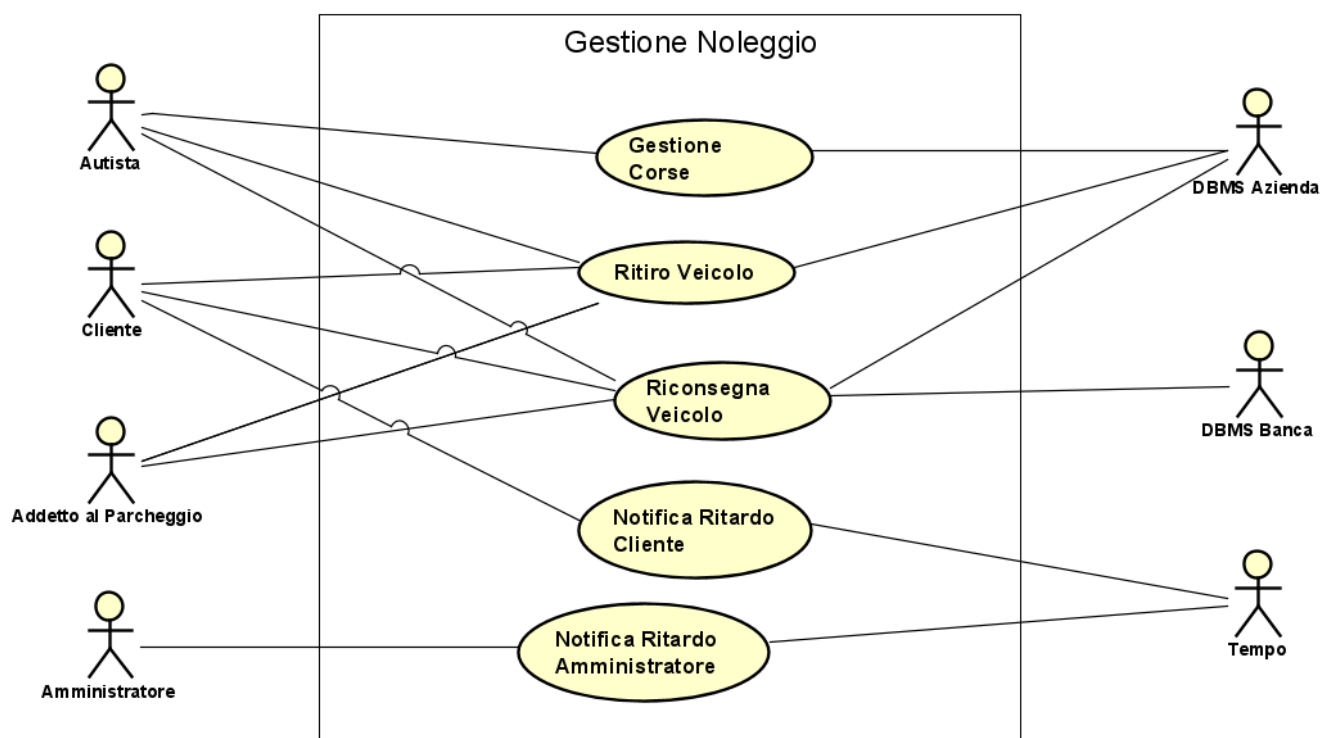 Gestione Noleggio
Autista
Gestione
Corse
DBMS Azienda
Cliente
Ritiro Veicolo
Riconsegna
Veicolo
DBMS Banca
Addetto al Parcheggio
Notifica Ritardo
Cliente
Notifica Ritardo
Amministratore
Amministratore
Tempo